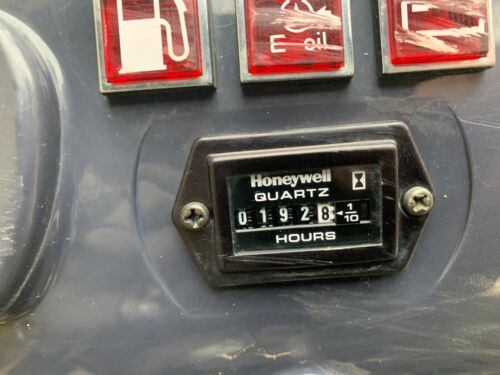 E oil
Honeywell
QUARTZ
01928 1/10
HOURS